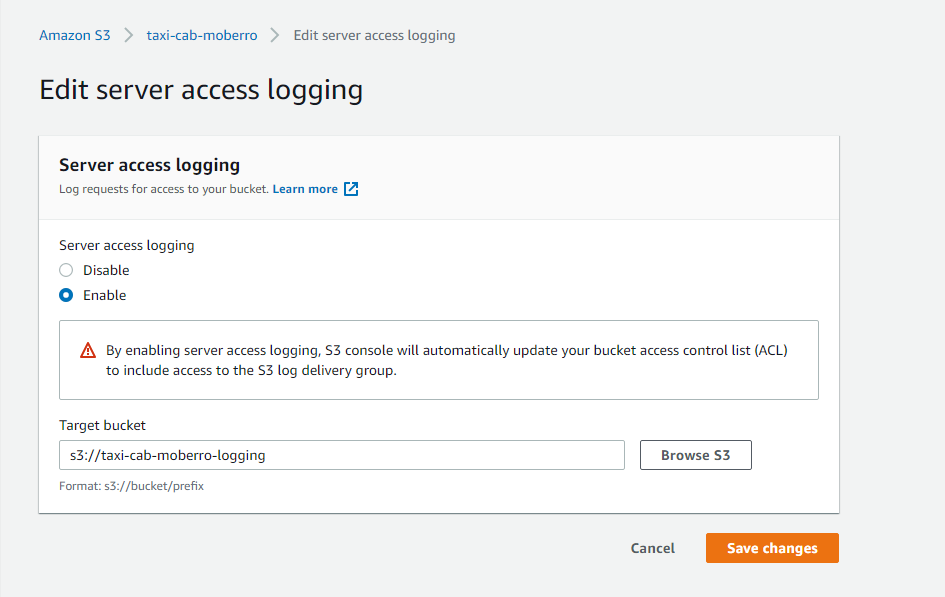 Amazon S3 > taxi-cab-moberro > Edit server access logging
Edit server access logging
Server access logging
Log requests for access to your bucket. Learn more
Server access logging
Disable
Enable
By enabling server access logging, S3 console will automatically update your bucket access control list (ACL)
to include access to the S3 log delivery group.
Target bucket
s3://taxi-cab-moberro-logging
Browse S3
Format: s3://bucket/prefix
Cancel
Save changes